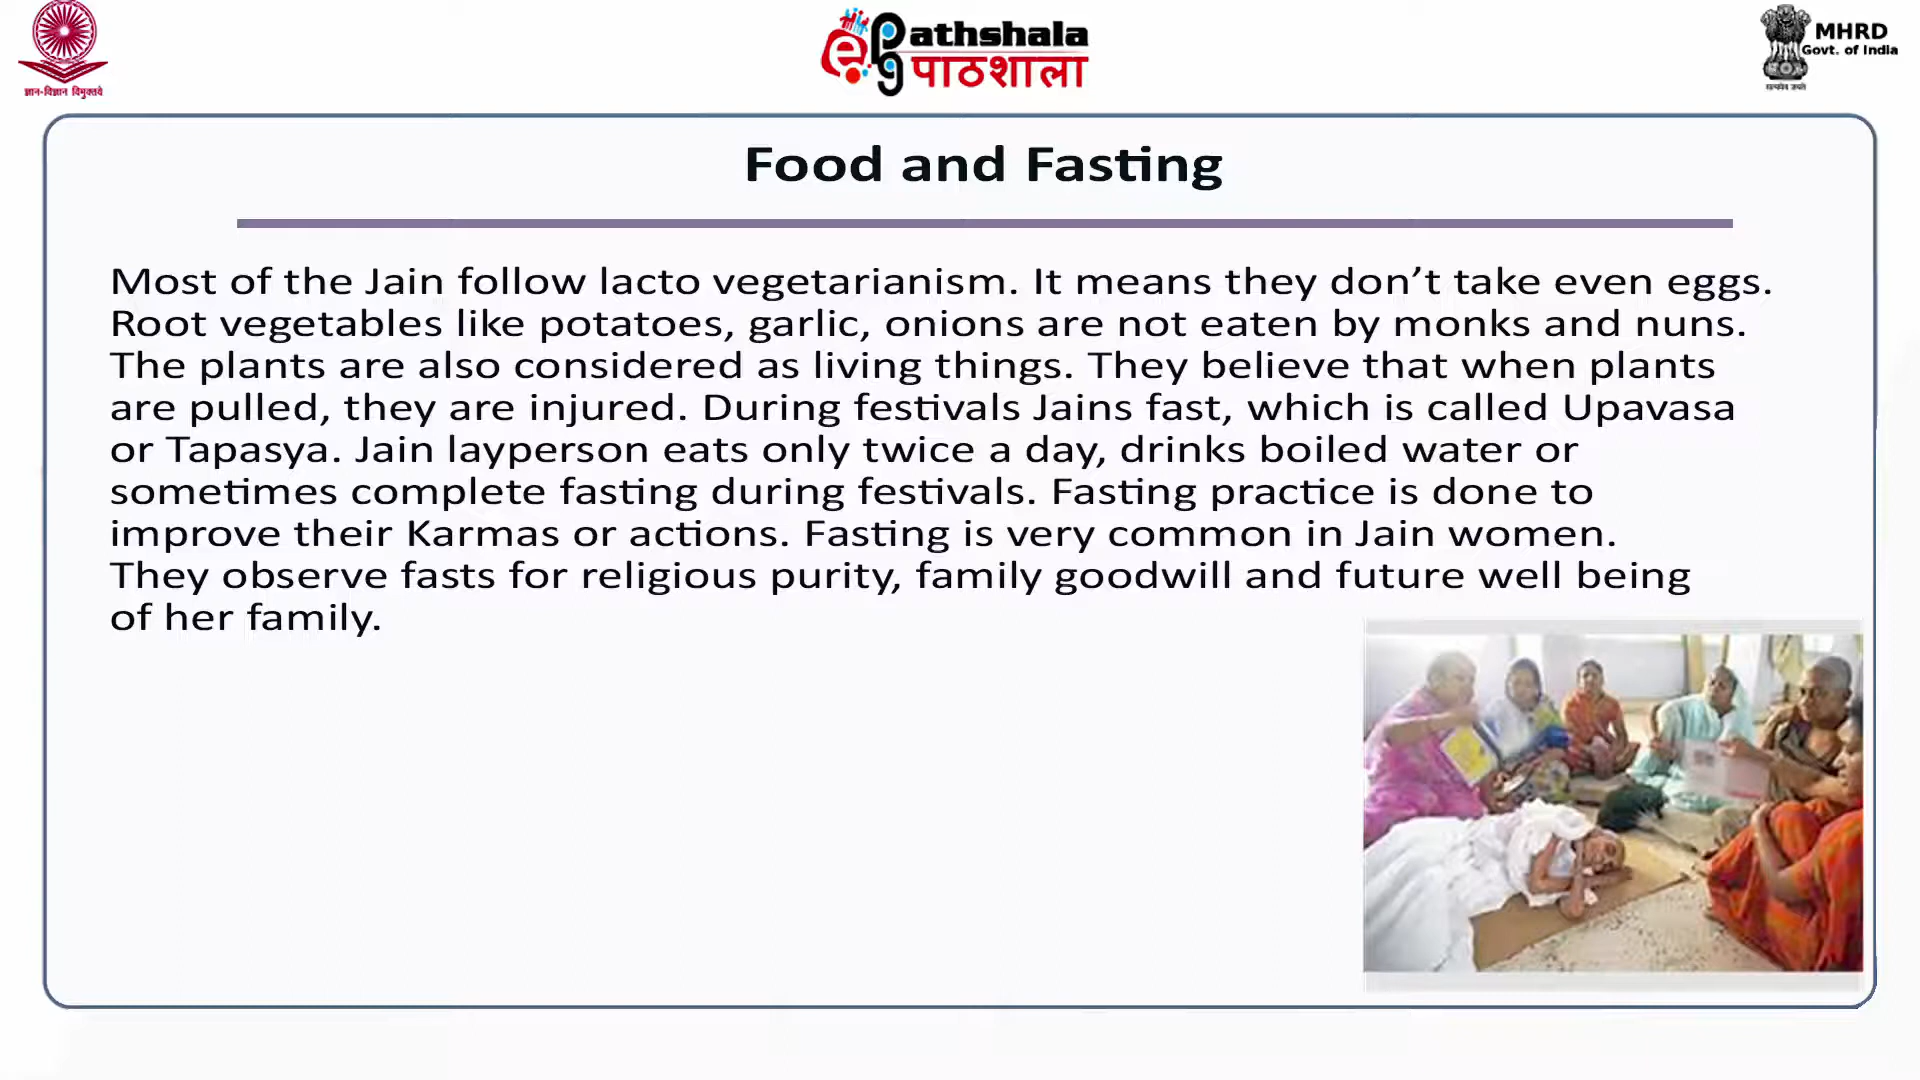 ज्ञान-विज्ञान विमुक्तये
ePathshala
पाठशाला
MHRD
Govt. of India
सत्यमेव जयते
Food and Fasting
Most of the Jain follow lacto vegetarianism. It means they don’t take even eggs.
Root vegetables like potatoes, garlic, onions are not eaten by monks and nuns.
The plants are also considered as living things. They believe that when plants
are pulled, they are injured. During festivals Jains fast, which is called Upavasa
or Tapasya. Jain layperson eats only twice a day, drinks boiled water or
sometimes complete fasting during festivals. Fasting practice is done to
improve their Karmas or actions. Fasting is very common in Jain women.
They observe fasts for religious purity, family goodwill and future well being
of her family.